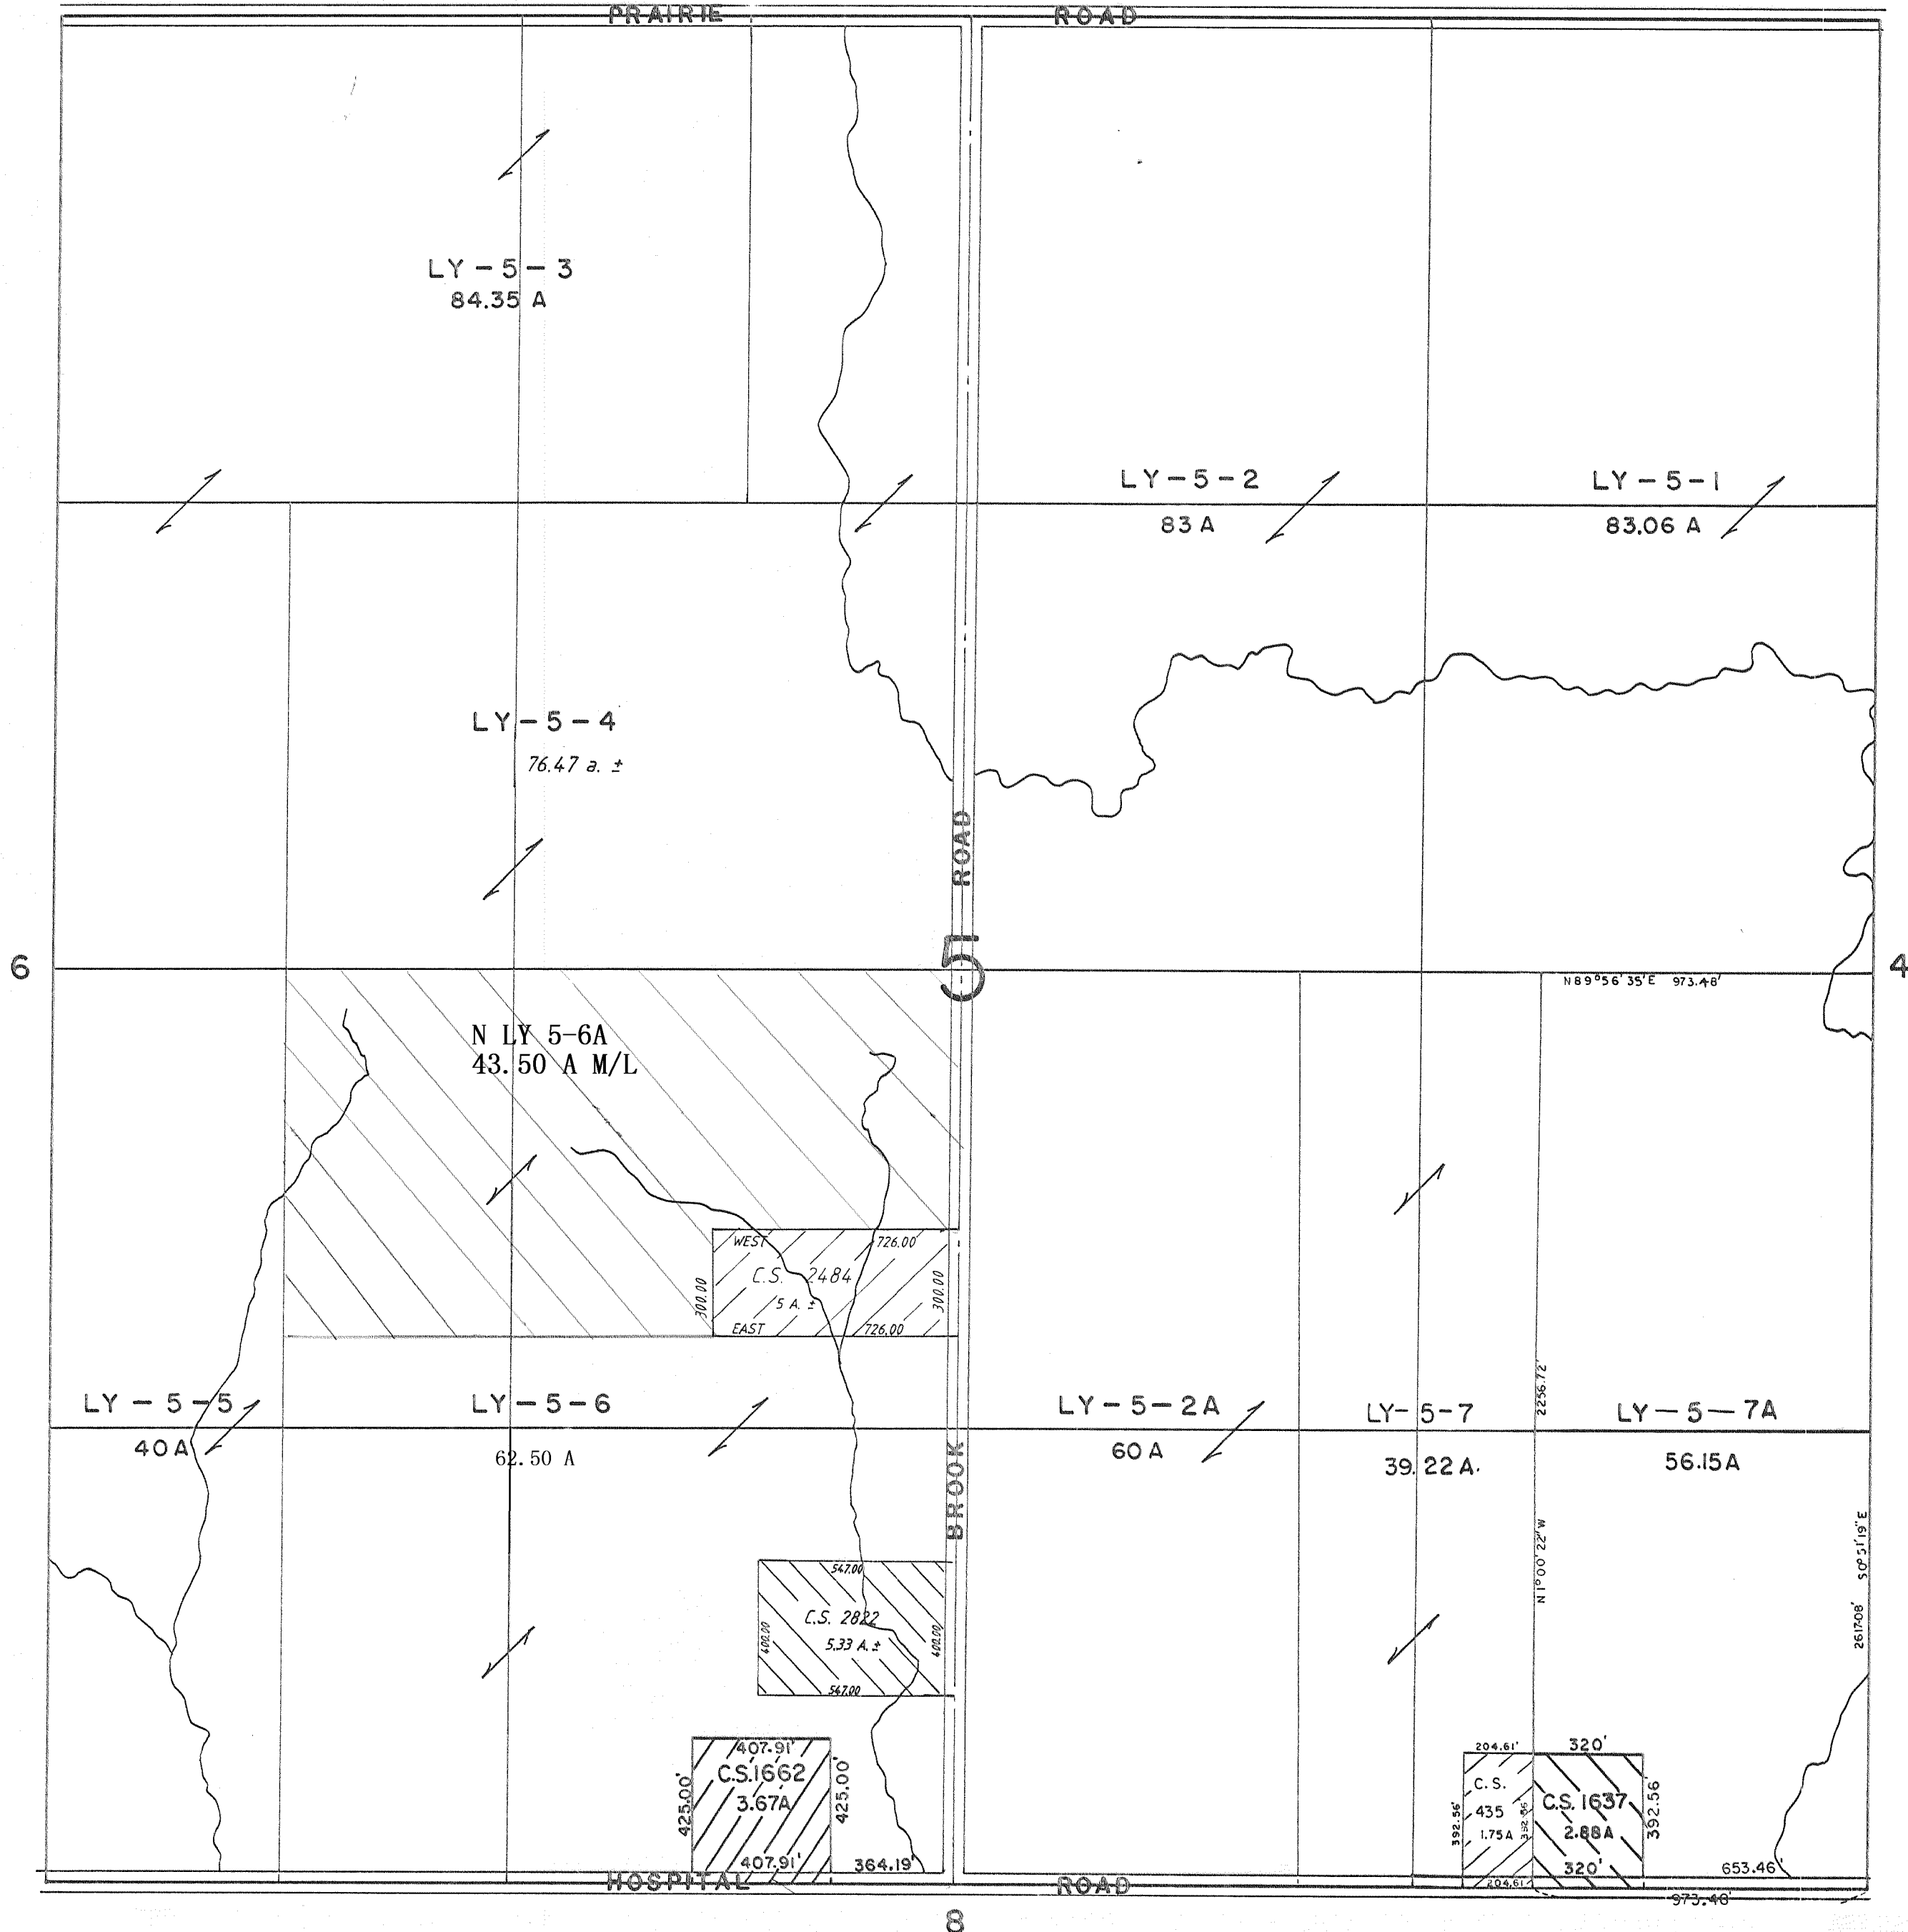 PRAIRIE ROAD
LY-5-3
84.35 A
LY-5-2
83 A
LY-5-1
83.06 A
LY-5-4
76.47 a. ±
ROAD
6
5
4
N89°56'35"E 973.48'
N LY 5-6A
43.50 A M/L
WEST 726.00
C.S. 2484
300.00
300.00
5 A. ±
EAST 726.00
LY-5-5
40A
LY-5-6
62.50 A
LY-5-2A
60 A
LY-5-7
39.22 A.
2256.72'
LY-5-7A
56.15A
BROOK
N1°00'22"W
S0°51'19"E
2617.08'
547.00
C.S. 2822
400.00
400.00
5.33 A. ±
547.00
407.91'
C.S.1662
3.67A
425.00'
425.00'
407.91'
364.19'
204.61'
320'
C.S.
435
1.75A
392.56'
392.56
C.S. 1637
2.88A
392.56'
320'
653.46'
204.61
973.48'
HOSPITAL ROAD
8